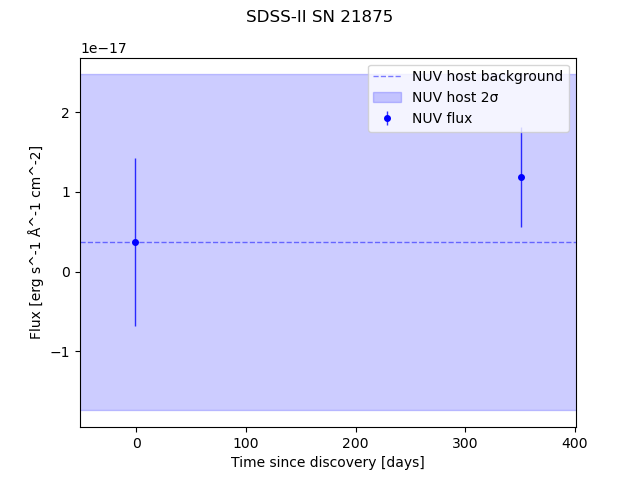 SDSS-II SN 21875
1e−17
NUV host background
NUV host 2σ
NUV flux
2
1
0
−1
Flux [erg s^-1 Å^-1 cm^-2]
0
100
200
300
400
Time since discovery [days]